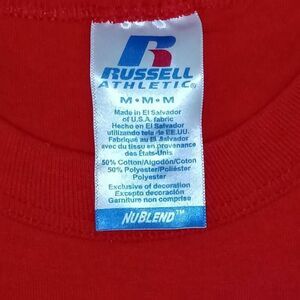 R
RUSSELL
ATHLETIC®
M • M • M
Made in El Salvador
of U.S.A. fabric
Hecho en El Salvador
utilizando tela de EE.UU.
Fabriqué au El Salvador
avec du tissu en provenance
des États-Unis
50% Cotton/Algodón/Coton
50% Polyester/Poliéster
Polyester
Exclusive of decoration
Excepto decoración
Garniture non comprise
NUBLEND™